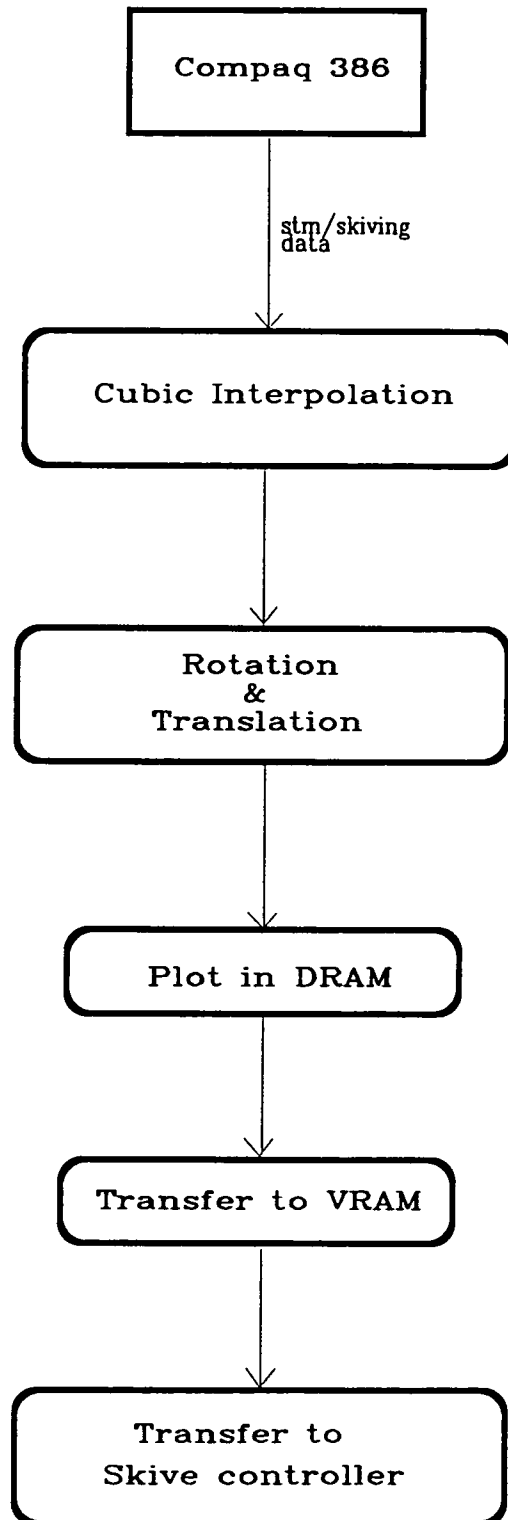 Compaq 386
stm/skiving
data
Cubic Interpolation
Rotation
&
Translation
Plot in DRAM
Transfer to VRAM
Transfer to
Skive controller